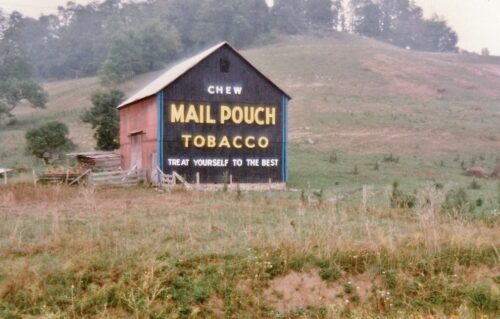 CHEW
MAIL POUCH
TOBACCO
TREAT YOURSELF TO THE BEST